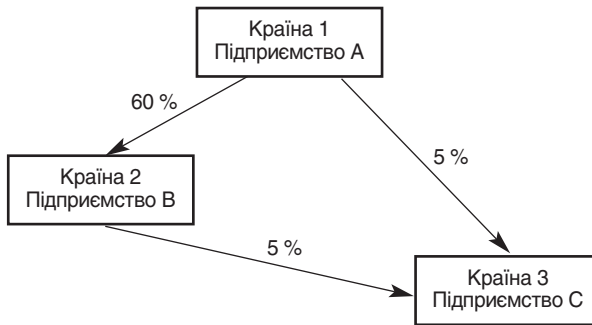 Країна 1
Підприємство А
60 %
5 %
Країна 2
Підприємство В
5 %
Країна 3
Підприємство С